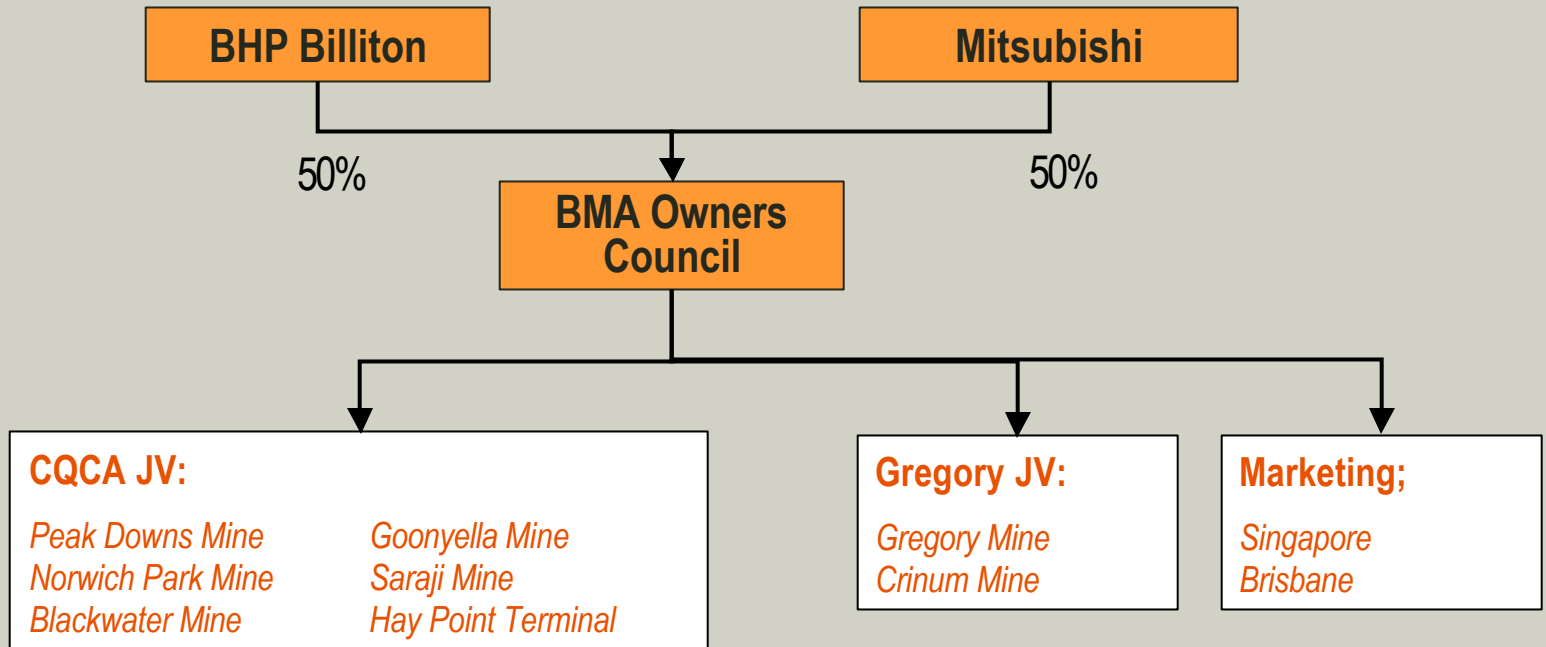 BHP Billiton
Mitsubishi
50%
50%
BMA Owners
Council
CQCA JV:
Peak Downs Mine
Norwich Park Mine
Blackwater Mine
Goonyella Mine
Saraji Mine
Hay Point Terminal
Gregory JV:
Gregory Mine
Crinum Mine
Marketing;
Singapore
Brisbane